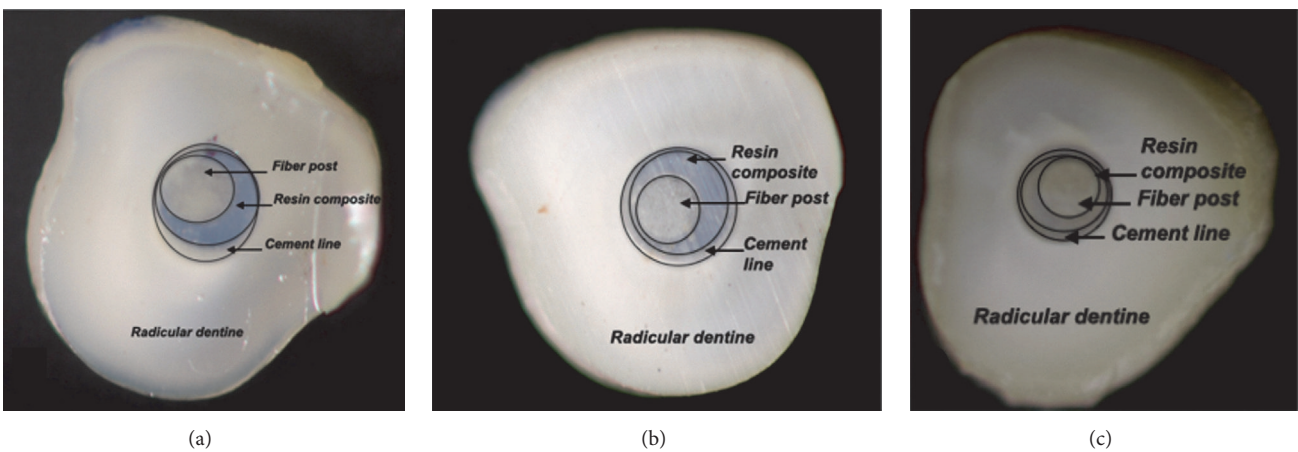 Fiber post
Resin composite
Cement line
Radicular dentine
(a)
Resin
composite
Fiber post
Cement
line
Radicular dentine
(b)
Resin
composite
Fiber post
Cement line
Radicular dentine
(c)